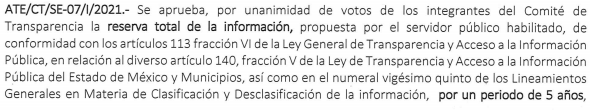 ATE/CT/SE-07/I/2021.- Se aprueba, por unanimidad de votos de los integrantes del Comité de
Transparencia la reserva total de la información, propuesta por el servidor público habilitado, de
conformidad con los artículos 113 fracción VI de la Ley General de Transparencia y Acceso a la Información
Pública, en relación al diverso artículo 140, fracción V de la Ley de Transparencia y Acceso a la Información
Pública del Estado de México y Municipios, así como en el numeral vigésimo quinto de los Lineamientos
Generales en Materia de Clasificación y Desclasificación de la información, por un periodo de 5 años,